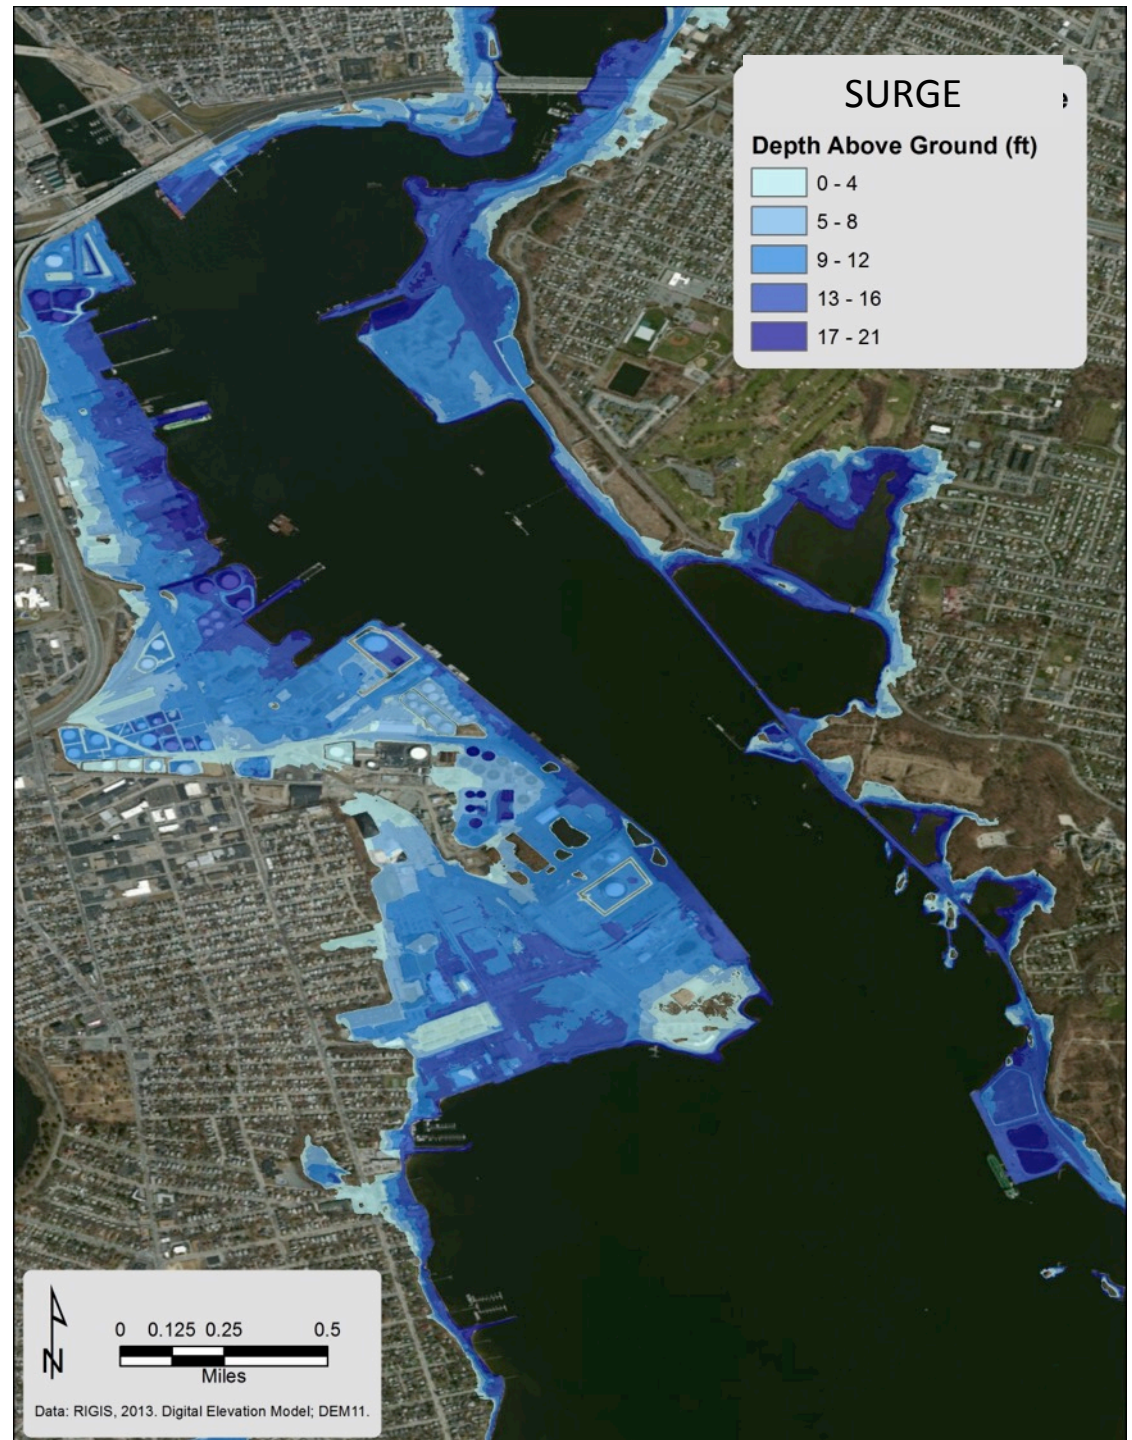 SURGE
Depth Above Ground (ft)
0 - 4
5 - 8
9 - 12
13 - 16
17 - 21
N
0 0.125 0.25 0.5
Miles
Data: RIGIS, 2013. Digital Elevation Model; DEM11.